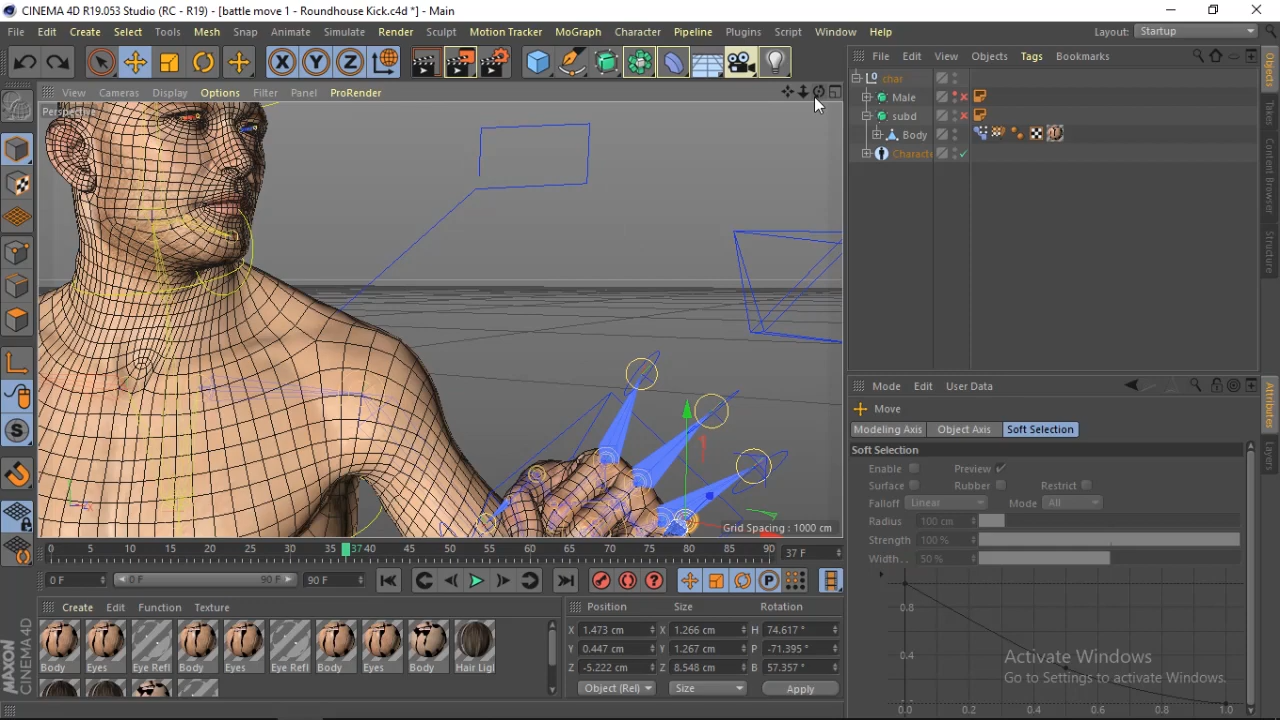 CINEMA 4D R19.053 Studio (RC - R19) - [battle move 1 - Roundhouse Kick.c4d *] - Main
File Edit Create Select Tools Mesh Snap Animate Simulate Render Sculpt Motion Tracker MoGraph Character Pipeline Plugins Script Window Help Layout: Startup
X Y Z
File Edit View Objects Tags Bookmarks
View Cameras Display Options Filter Panel ProRender
Perspective
char
Male
subd
Body
Objects
Takes
Content Browser
Structure
Mode Edit User Data
Move
Modeling Axis Object Axis Soft Selection
Soft Selection
Enable Preview
Surface Rubber Restrict
Falloff Linear Mode All
Radius 100 cm
Strength 100 %
Width . . 50 %
0.8
0.4
0.0 0.2 0.4 0.6 0.8 1.0
Attributes
Layers
Grid Spacing : 1000 cm
0 5 10 15 20 25 30 35 37 40 45 50 55 60 65 70 75 80 85 90 37 F
0 F 0 F 90 F 90 F
P
Create Edit Function Texture
Body Eyes Eye Refl Body Eyes Eye Refl Body Eyes Body Hair Ligl
Position Size Rotation
X 1.473 cm X 1.266 cm H 74.617 °
Y 0.447 cm Y 1.267 cm P -71.395 °
Z -5.222 cm Z 8.548 cm B 57.357 °
Object (Rel) Size Apply
MAXON
CINEMA4D
Activate Windows
Go to Settings to activate Windows.